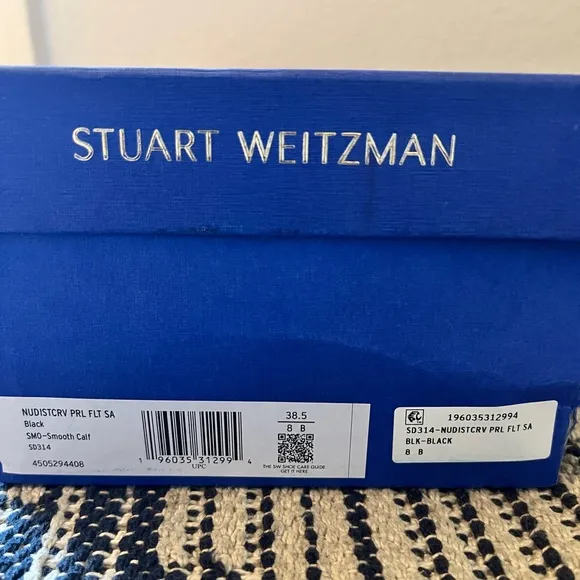 STUART WEITZMAN
NUDISTCRV PRL FLT SA
Black
SMO-Smooth Calf
SD314
4505294408
1 96035 31299 4
UPC
38.5
8 B
THE SW SHOE CARE GUIDE
GET IT HERE
196035312994
SD314-NUDISTCRV PRL FLT SA
BLK-BLACK
8 B